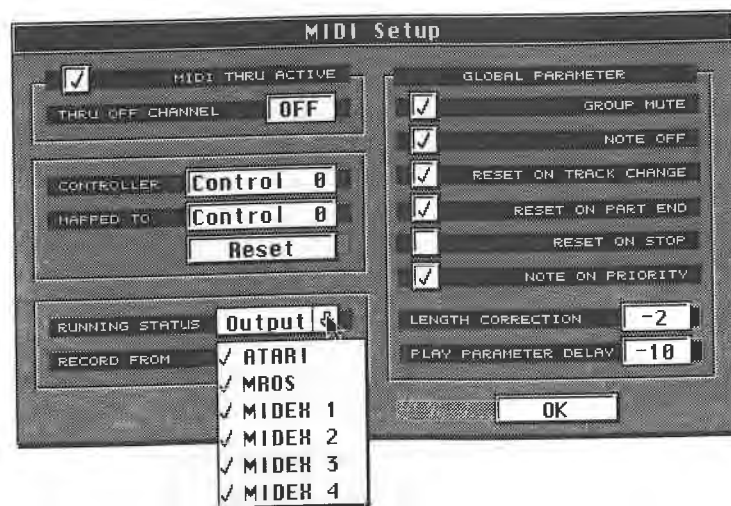 MIDI Setup
MIDI THRU ACTIVE
THRU OFF CHANNEL OFF
CONTROLLER Control 0
MAPPED TO Control 0
Reset
RUNNING STATUS Output
RECORD FROM
ATARI
MROS
MIDEX 1
MIDEX 2
MIDEX 3
MIDEX 4
GLOBAL PARAMETER
GROUP MUTE
NOTE OFF
RESET ON TRACK CHANGE
RESET ON PART END
RESET ON STOP
NOTE ON PRIORITY
LENGTH CORRECTION -2
PLAY PARAMETER DELAY -10
OK